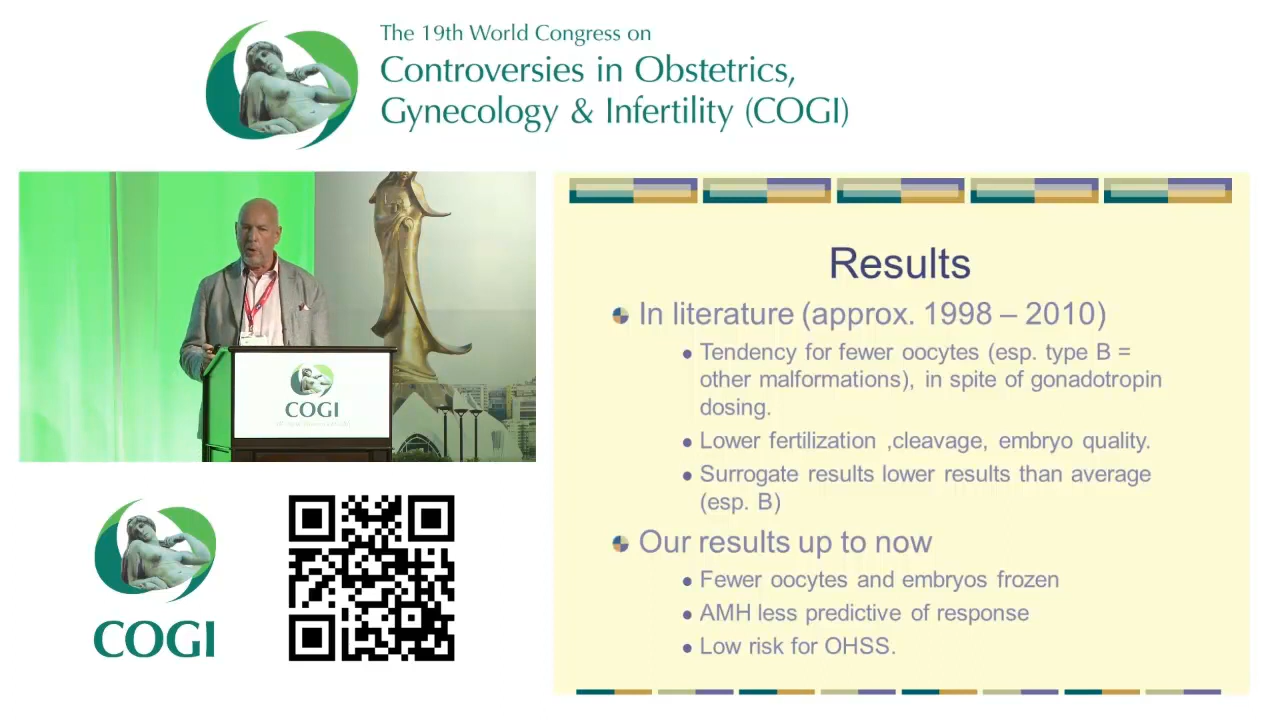 The 19th World Congress on
Controversies in Obstetrics,
Gynecology & Infertility (COGI)
COGI
COGI
Results
In literature (approx. 1998 – 2010)
Tendency for fewer oocytes (esp. type B =
other malformations), in spite of gonadotropin
dosing.
Lower fertilization ,cleavage, embryo quality.
Surrogate results lower results than average
(esp. B)
Our results up to now
Fewer oocytes and embryos frozen
AMH less predictive of response
Low risk for OHSS.